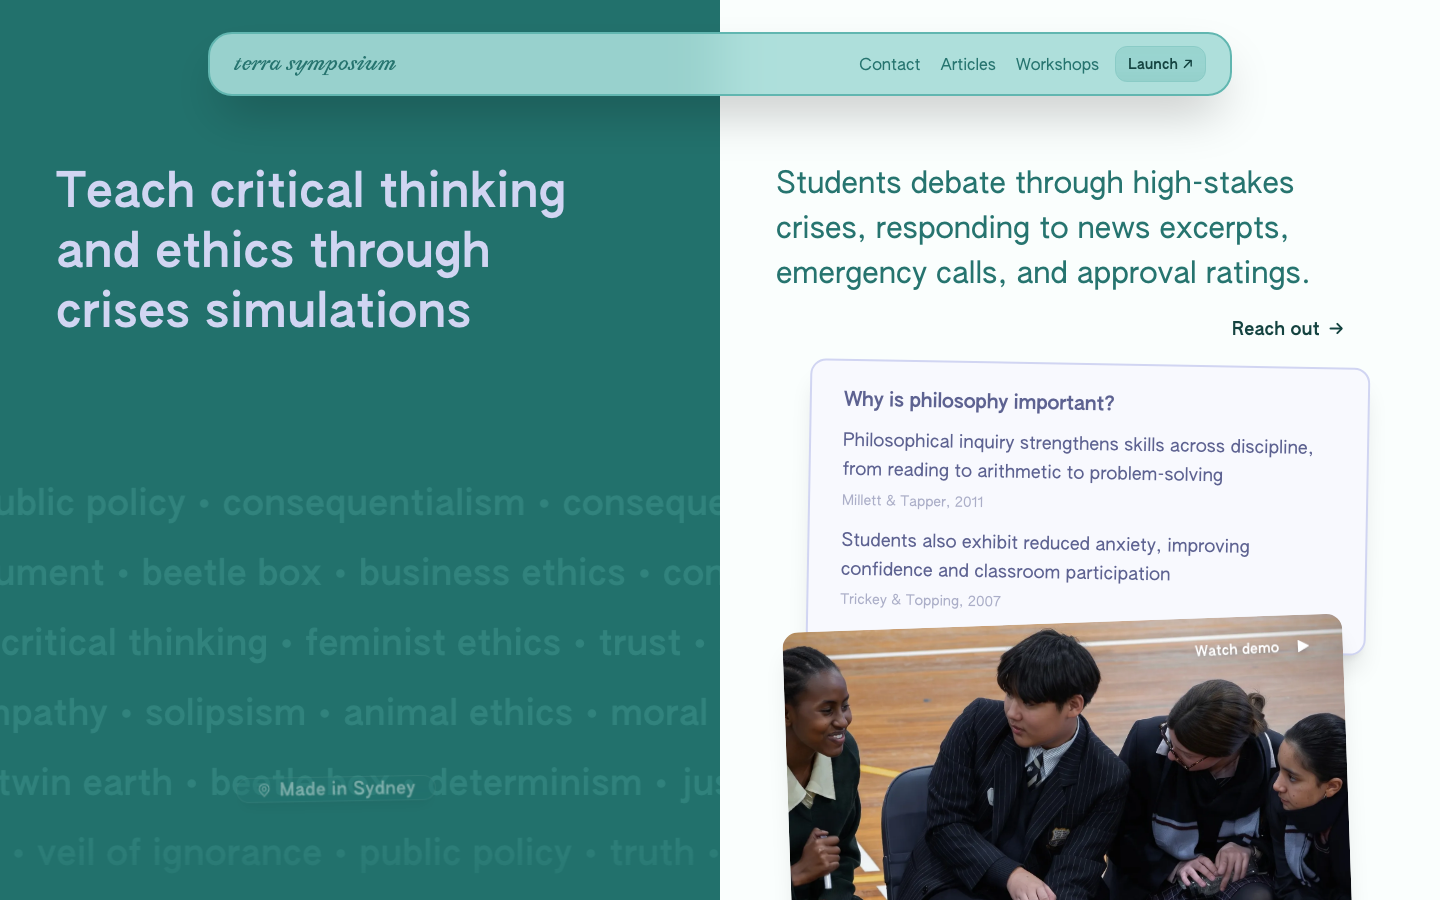 terra symposium
Contact
Articles
Workshops
Launch ↗
Teach critical thinking
and ethics through
crises simulations
ublic policy • consequentialism • conseque
ument • beetle box • business ethics • con
critical thinking • feminist ethics • trust •
npathy • solipsism • animal ethics • moral
twin earth • beetle box • determinism • jus
Made in Sydney
• veil of ignorance • public policy • truth •
Students debate through high-stakes
crises, responding to news excerpts,
emergency calls, and approval ratings.
Reach out →
Why is philosophy important?
Philosophical inquiry strengthens skills across discipline,
from reading to arithmetic to problem-solving
Millett & Tapper, 2011
Students also exhibit reduced anxiety, improving
confidence and classroom participation
Trickey & Topping, 2007
Watch demo